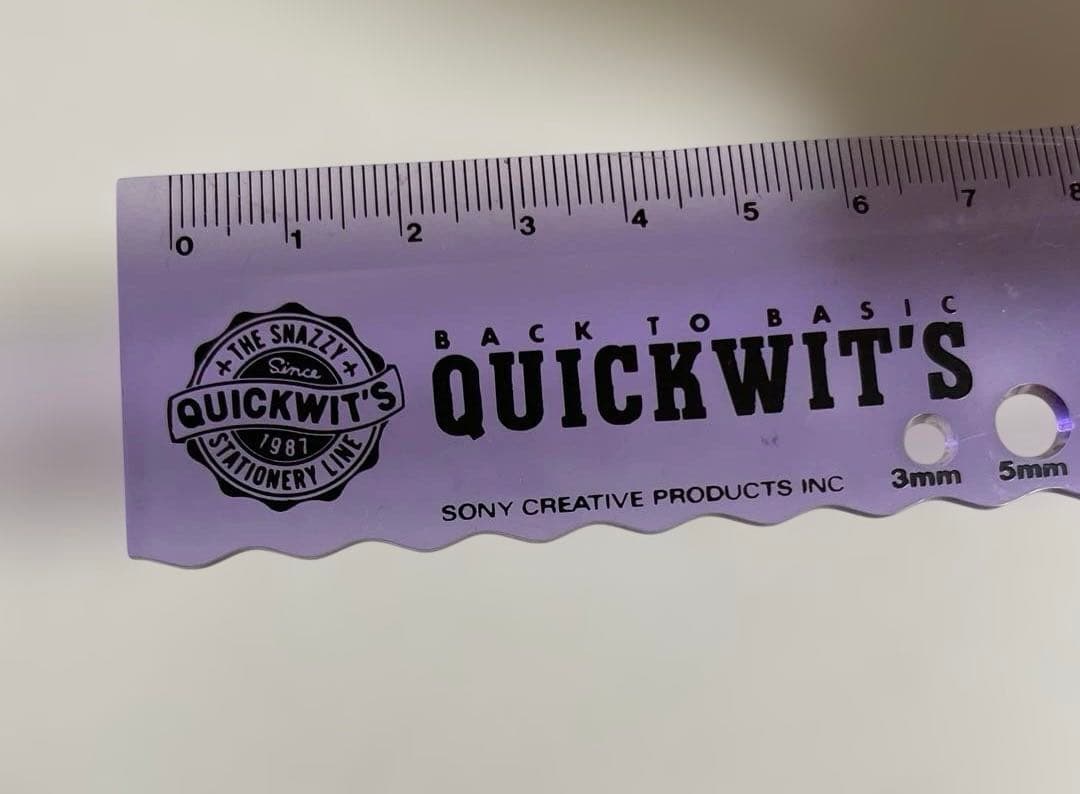 0 1 2 3 4 5 6 7 8
THE SNAZZY
Since
QUICKWIT'S
1987
STATIONERY LINE
BACK TO BASIC
QUICKWIT'S
SONY CREATIVE PRODUCTS INC
3mm 5mm